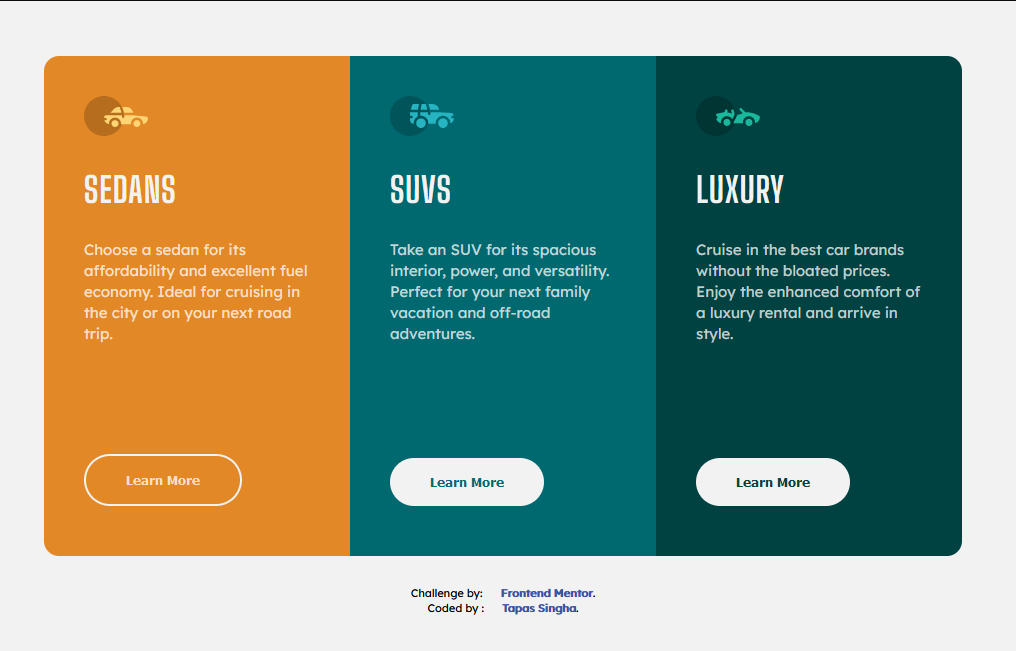 SEDANS
Choose a sedan for its
affordability and excellent fuel
economy. Ideal for cruising in
the city or on your next road
trip.
Learn More
SUVS
Take an SUV for its spacious
interior, power, and versatility.
Perfect for your next family
vacation and off-road
adventures.
Learn More
LUXURY
Cruise in the best car brands
without the bloated prices.
Enjoy the enhanced comfort of
a luxury rental and arrive in
style.
Learn More
Challenge by: Frontend Mentor.
Coded by : Tapas Singha.